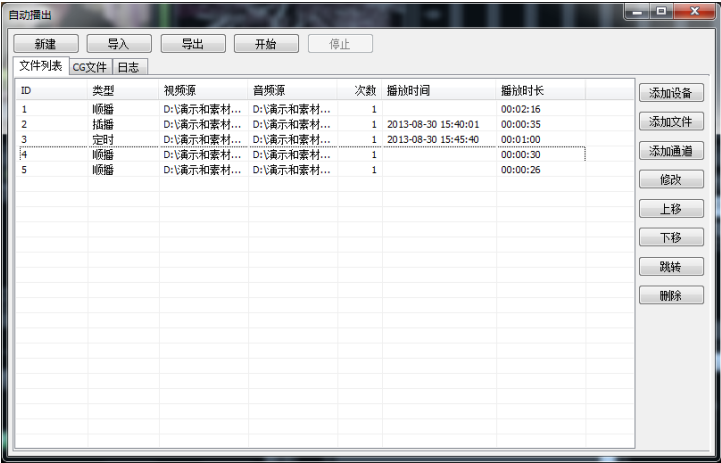 自动播出
新建 导入 导出 开始 停止
文件列表 CG文件 日志
ID 类型 视频源 音频源 次数 播放时间 播放时长
1 顺播 D:\演示和素材... D:\演示和素材... 1 00:02:16
2 插播 D:\演示和素材... D:\演示和素材... 1 2013-08-30 15:40:01 00:00:35
3 定时 D:\演示和素材... D:\演示和素材... 1 2013-08-30 15:45:40 00:01:00
4 顺播 D:\演示和素材... D:\演示和素材... 1 00:00:30
5 顺播 D:\演示和素材... D:\演示和素材... 1 00:00:26
添加设备
添加文件
添加通道
修改
上移
下移
跳转
删除